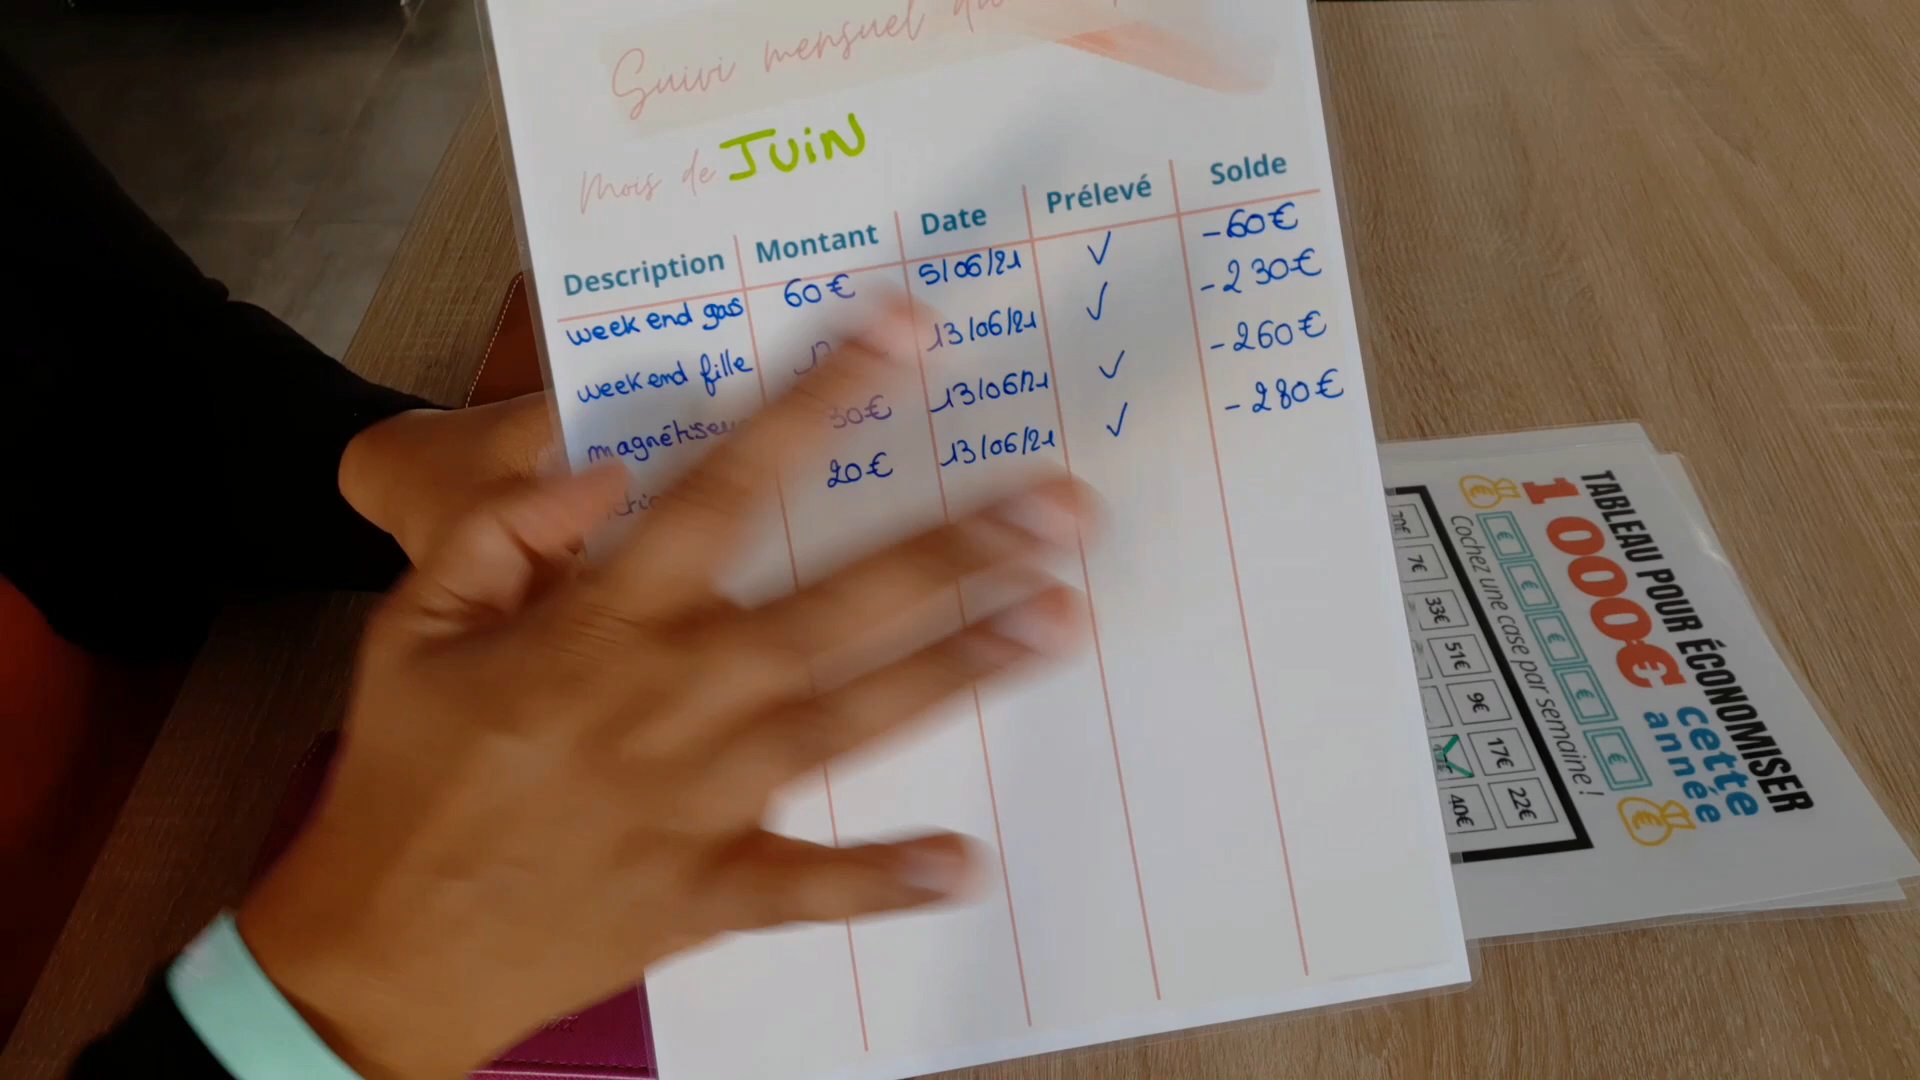 Suivi mensuel
Mois de JUIN
Description Montant Date Prélevé Solde
week end gas 60€ 5/06/21 ✓ -60€
week end fille 13/06/21 ✓ -230€
30€ 13/06/21 ✓ -260€
20€ 13/06/21 ✓ -280€
TABLEAU POUR ÉCONOMISER
1 000€ cette année
Cochez une case par semaine !
7€ 17€ 22€
33€ 51€ 9€
40€